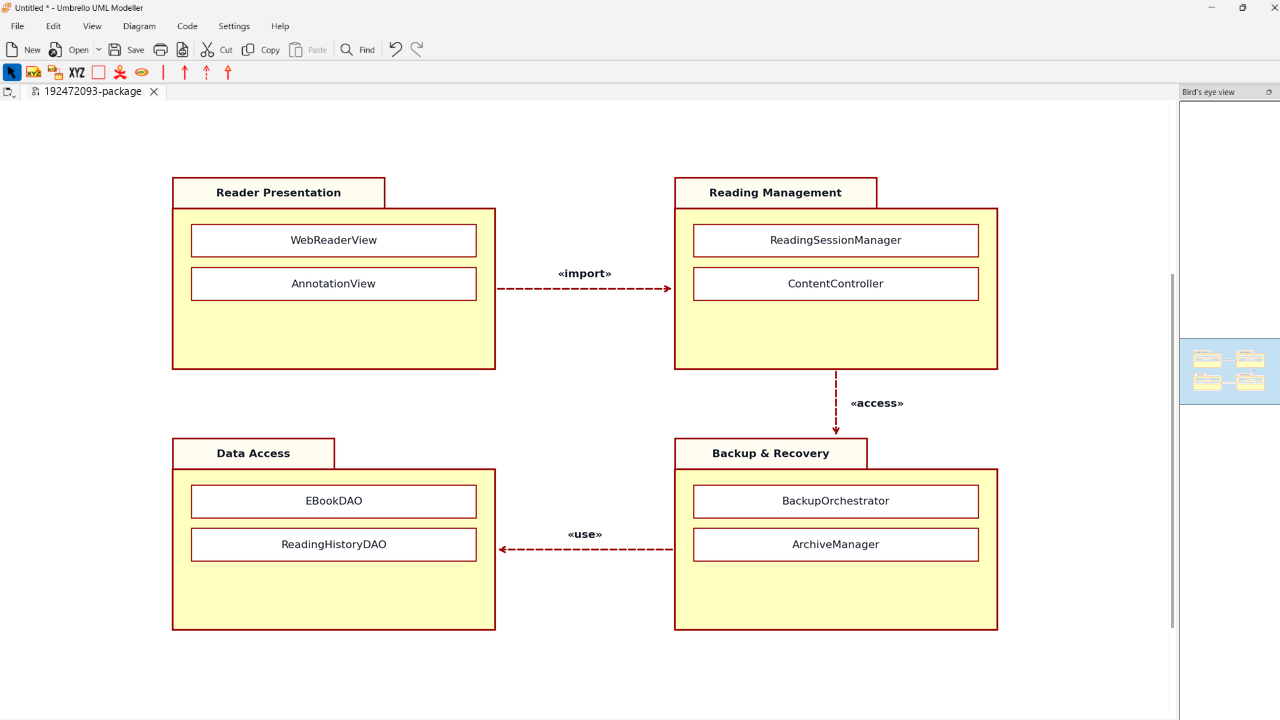 Untitled * - Umbrello UML Modeller
File Edit View Diagram Code Settings Help
New Open Save Cut Copy Paste Find
XYZ XYZ
192472093-package
Bird's eye view
Reader Presentation
WebReaderView
AnnotationView
«import»
Reading Management
ReadingSessionManager
ContentController
«access»
Data Access
EBookDAO
ReadingHistoryDAO
«use»
Backup & Recovery
BackupOrchestrator
ArchiveManager